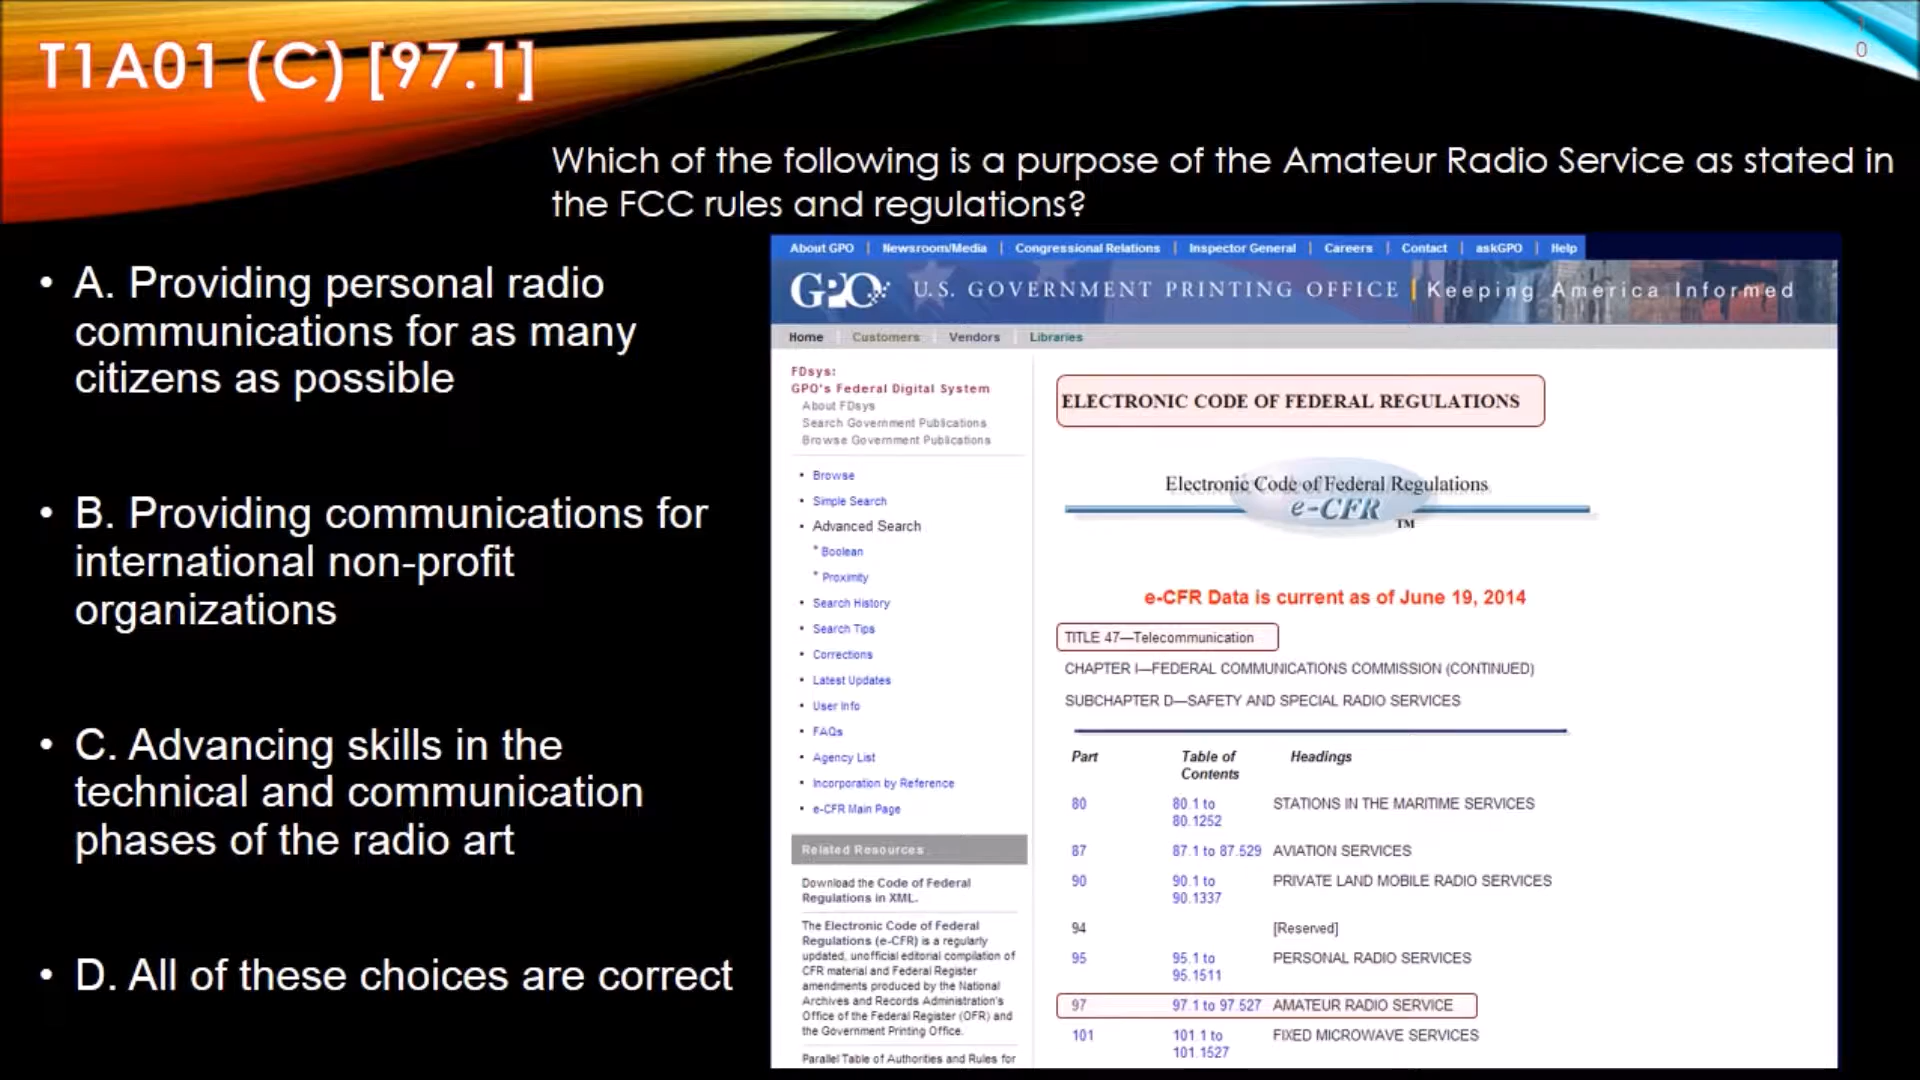 T1A01 (C) [97.1]
1
0
Which of the following is a purpose of the Amateur Radio Service as stated in
the FCC rules and regulations?
• A. Providing personal radio
communications for as many
citizens as possible
• B. Providing communications for
international non-profit
organizations
• C. Advancing skills in the
technical and communication
phases of the radio art
• D. All of these choices are correct
About GPO | Newsroom/Media | Congressional Relations | Inspector General | Careers | Contact | askGPO | Help
GPO U.S. GOVERNMENT PRINTING OFFICE | Keeping America Informed
Home Customers Vendors Libraries
FDsys:
GPO's Federal Digital System
About FDsys
Search Government Publications
Browse Government Publications
• Browse
• Simple Search
• Advanced Search
* Boolean
* Proximity
• Search History
• Search Tips
• Corrections
• Latest Updates
• User Info
• FAQs
• Agency List
• Incorporation by Reference
• e-CFR Main Page
Related Resources
Download the Code of Federal
Regulations in XML.
The Electronic Code of Federal
Regulations (e-CFR) is a regularly
updated, unofficial editorial compilation of
CFR material and Federal Register
amendments produced by the National
Archives and Records Administration's
Office of the Federal Register (OFR) and
the Government Printing Office.
Parallel Table of Authorities and Rules for
ELECTRONIC CODE OF FEDERAL REGULATIONS
Electronic Code of Federal Regulations
e-CFR TM
e-CFR Data is current as of June 19, 2014
TITLE 47—Telecommunication
CHAPTER I—FEDERAL COMMUNICATIONS COMMISSION (CONTINUED)
SUBCHAPTER D—SAFETY AND SPECIAL RADIO SERVICES
Part Table of Headings
Contents
80 80.1 to STATIONS IN THE MARITIME SERVICES
80.1252
87 87.1 to 87.529 AVIATION SERVICES
90 90.1 to PRIVATE LAND MOBILE RADIO SERVICES
90.1337
94 [Reserved]
95 95.1 to PERSONAL RADIO SERVICES
95.1511
97 97.1 to 97.527 AMATEUR RADIO SERVICE
101 101.1 to FIXED MICROWAVE SERVICES
101.1527